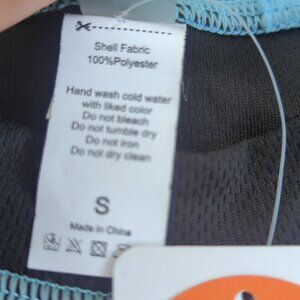 Shell Fabric
100%Polyester
Hand wash cold water
with liked color
Do not bleach
Do not tumble dry
Do not iron
Do not dry clean
S
Made in China